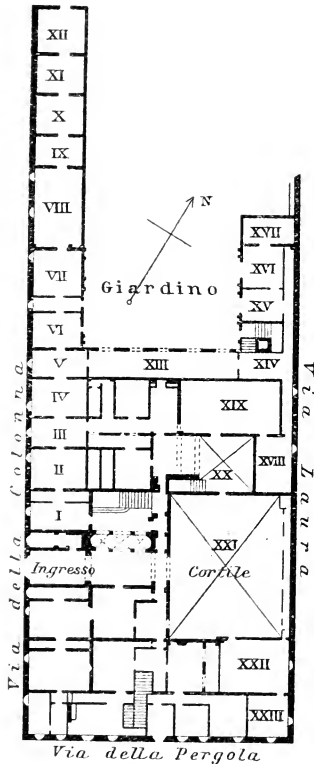 XII
XI
X
IX
VIII
N
XVII
VII
XVI
Giardino
XV
VI
V
XIII
XIV
IV
XIX
III
XVIII
II
XX
I
XXI
Ingresso
Cortile
Via della Colonna
Via Laura
XXII
XXIII
Via della Pergola